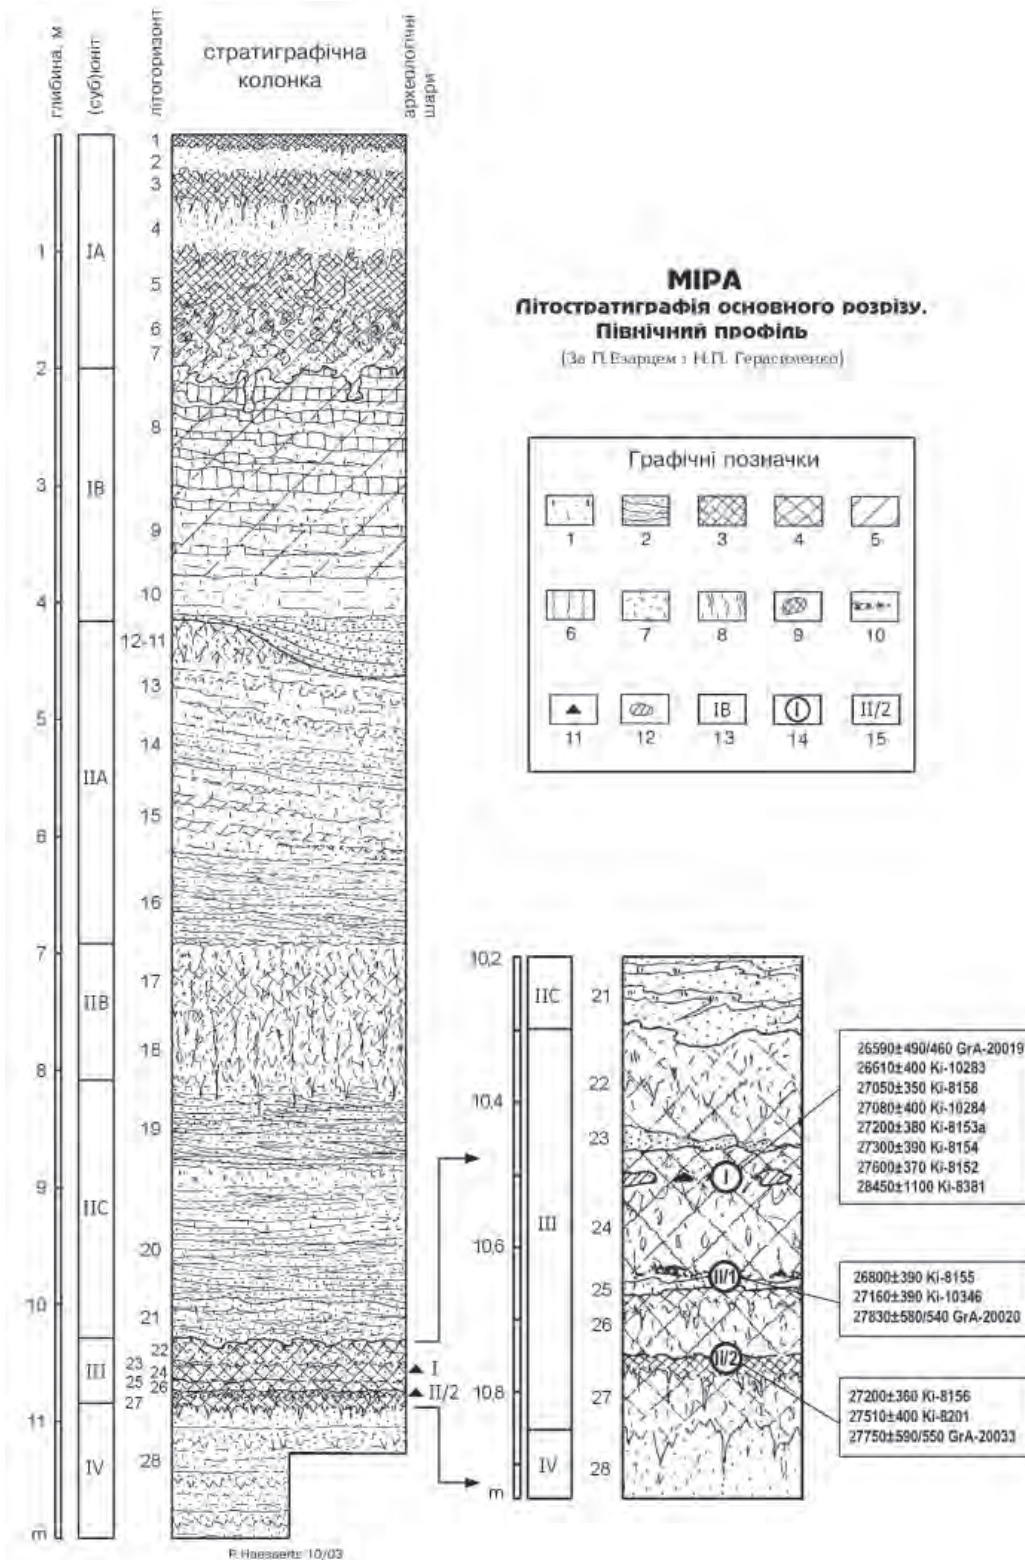 глибина, м
(суб)юніт
літогоризонт
стратиграфічна
колонка
археологічні
шари
1
2
3
4
5
6
7
8
9
10
12-11
13
14
15
16
17
18
19
20
21
22
23
24
25
26
27
28
1
2
3
4
5
6
7
8
9
10
11
m
IA
IB
IIA
IIB
IIC
III
IV
I
II/2
P. Haesaerts 10/03
МІРА
Літостратиграфія основного розрізу.
Північний профіль
(За П.Езарцем і Н.П. Герасименко)
Графічні позначки
1 2 3 4 5
6 7 8 9 10
IB I II/2
11 12 13 14 15
10,2
10,4
10,6
10,8
m
IIC
III
IV
21
22
23
24
25
26
27
28
I
II/1
II/2
26590±490/460 GrA-20019
26610±400 Ki-10283
27050±350 Ki-8158
27080±400 Ki-10284
27200±380 Ki-8153a
27300±390 Ki-8154
27600±370 Ki-8152
28450±1100 Ki-8381
26800±390 Ki-8155
27160±390 Ki-10346
27830±580/540 GrA-20020
27200±360 Ki-8156
27510±400 Ki-8201
27750±590/550 GrA-20033